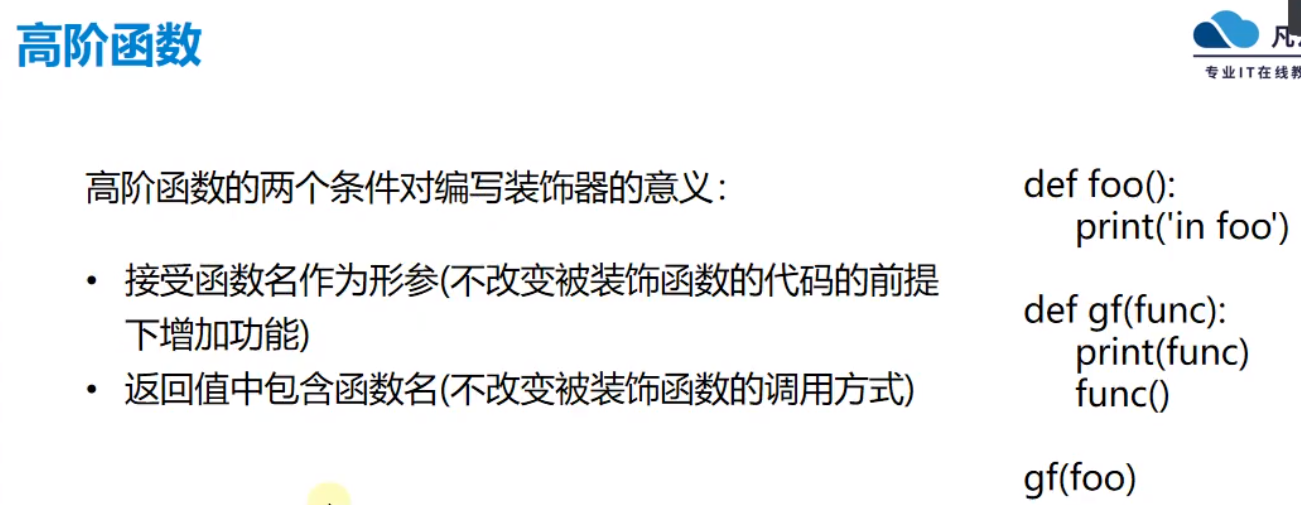 高阶函数
凡
专业IT在线教
高阶函数的两个条件对编写装饰器的意义：
• 接受函数名作为形参(不改变被装饰函数的代码的前提
下增加功能)
• 返回值中包含函数名(不改变被装饰函数的调用方式)
def foo():
print('in foo')
def gf(func):
print(func)
func()
gf(foo)